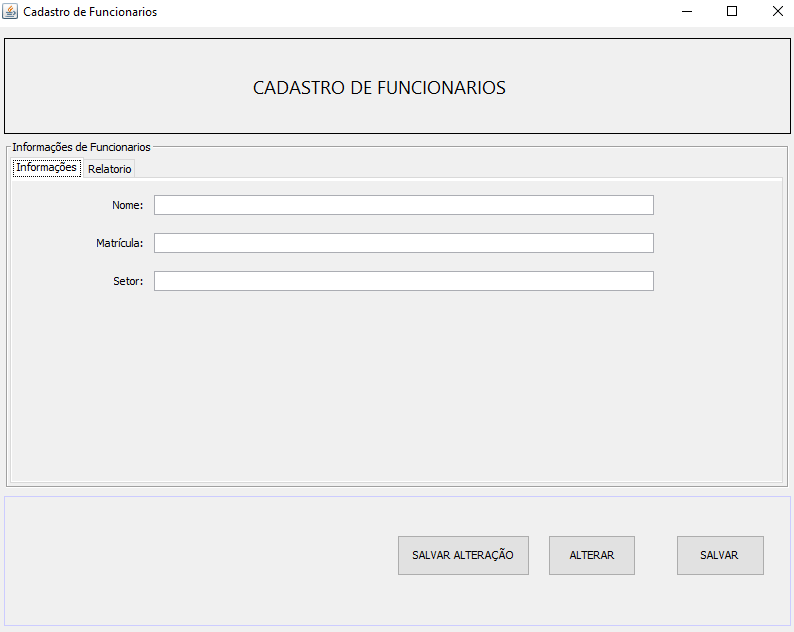 Cadastro de Funcionarios
CADASTRO DE FUNCIONARIOS
Informações de Funcionarios
Informações Relatorio
Nome:
Matrícula:
Setor:
SALVAR ALTERAÇÃO ALTERAR SALVAR